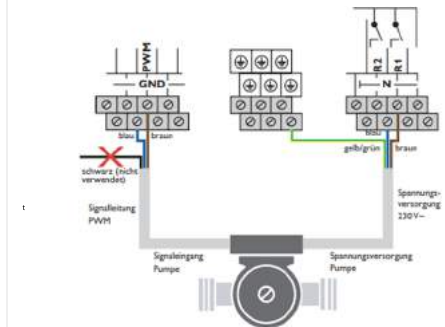 PWM
GND
R2
R1
N
blau
braun
blau
gelb/grün
braun
schwarz (nicht
verwendet)
t
Signalleitung
PWM
Spannungs-
versorgung
230V~
Signaleingang
Pumpe
Spannungsversorgung
Pumpe